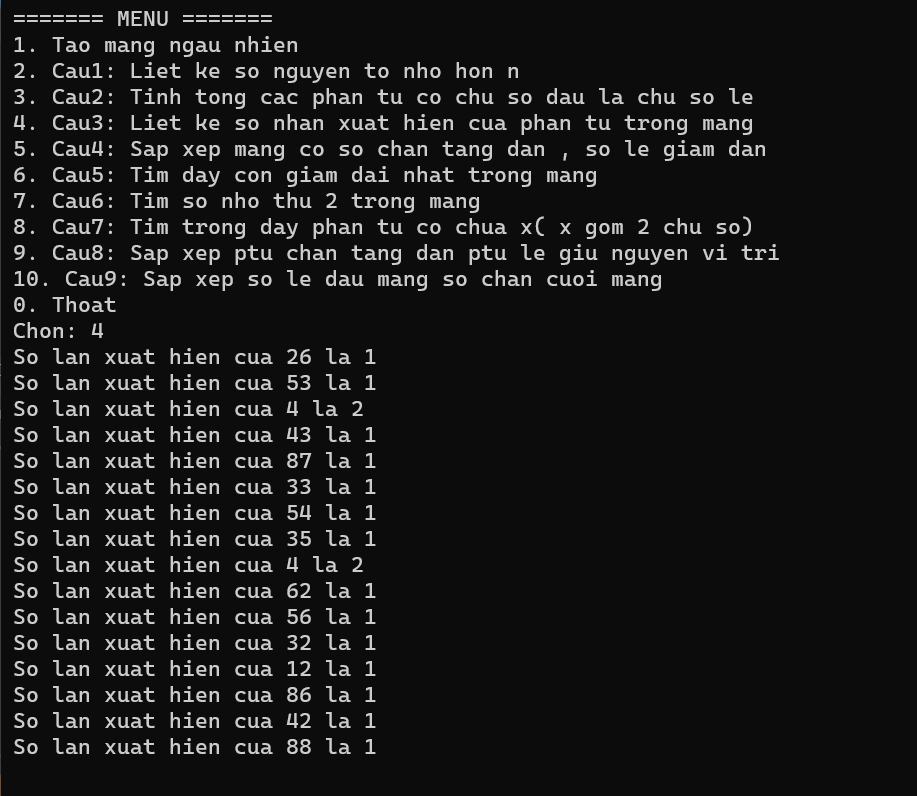 ======= MENU =======
1. Tao mang ngau nhien
2. Cau1: Liet ke so nguyen to nho hon n
3. Cau2: Tinh tong cac phan tu co chu so dau la chu so le
4. Cau3: Liet ke so nhan xuat hien cua phan tu trong mang
5. Cau4: Sap xep mang co so chan tang dan , so le giam dan
6. Cau5: Tim day con giam dai nhat trong mang
7. Cau6: Tim so nho thu 2 trong mang
8. Cau7: Tim trong day phan tu co chua x( x gom 2 chu so)
9. Cau8: Sap xep ptu chan tang dan ptu le giu nguyen vi tri
10. Cau9: Sap xep so le dau mang so chan cuoi mang
0. Thoat
Chon: 4
So lan xuat hien cua 26 la 1
So lan xuat hien cua 53 la 1
So lan xuat hien cua 4 la 2
So lan xuat hien cua 43 la 1
So lan xuat hien cua 87 la 1
So lan xuat hien cua 33 la 1
So lan xuat hien cua 54 la 1
So lan xuat hien cua 35 la 1
So lan xuat hien cua 4 la 2
So lan xuat hien cua 62 la 1
So lan xuat hien cua 56 la 1
So lan xuat hien cua 32 la 1
So lan xuat hien cua 12 la 1
So lan xuat hien cua 86 la 1
So lan xuat hien cua 42 la 1
So lan xuat hien cua 88 la 1